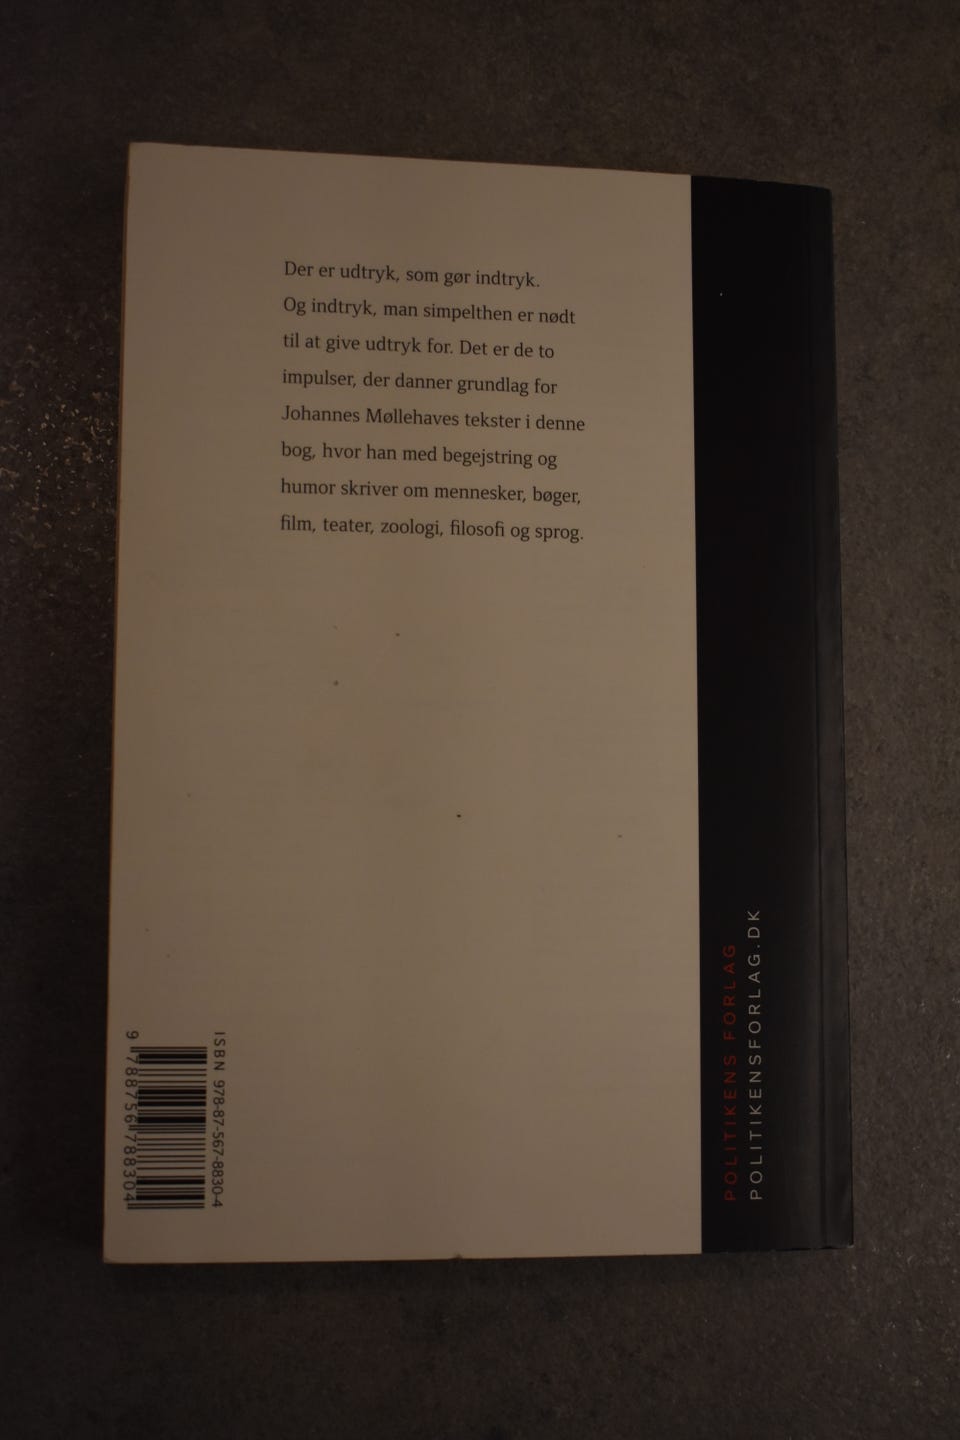 Der er udtryk, som gør indtryk.
Og indtryk, man simpelthen er nødt
til at give udtryk for. Det er de to
impulser, der danner grundlag for
Johannes Møllehaves tekster i denne
bog, hvor han med begejstring og
humor skriver om mennesker, bøger,
film, teater, zoologi, filosofi og sprog.
ISBN 978-87-567-8830-4
9 788756 788304
POLITIKENS FORLAG
POLITIKENSFORLAG.DK